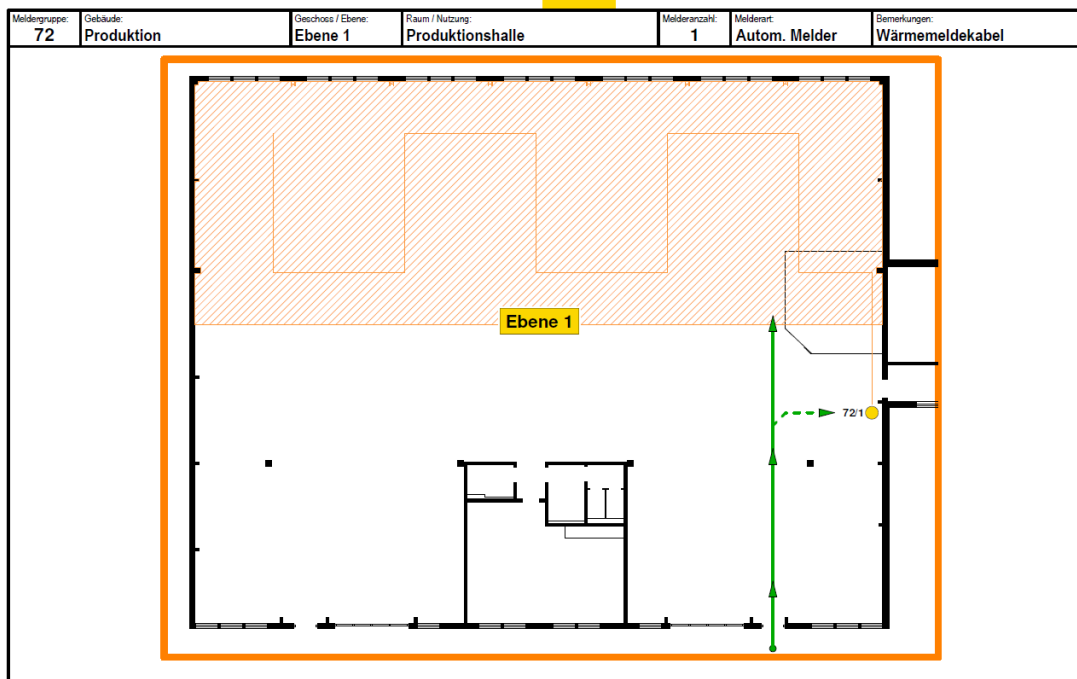 Meldergruppe: Gebäude: Geschoss / Ebene: Raum / Nutzung: Melderanzahl: Melderart: Bemerkungen:
72 Produktion Ebene 1 Produktionshalle 1 Autom. Melder Wärmemeldekabel
Ebene 1
72/1